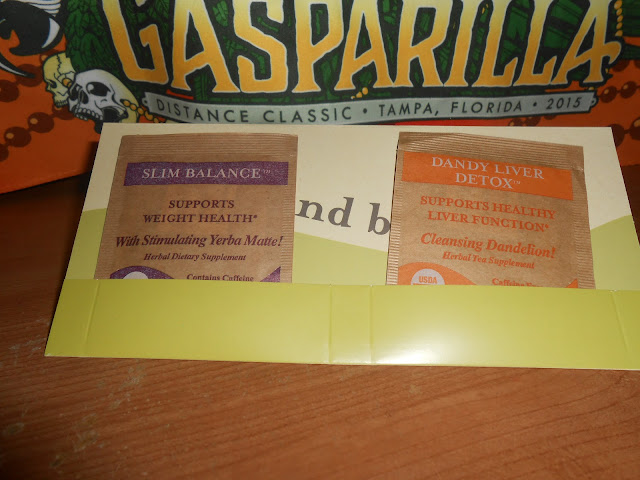 GASPARILLA
DISTANCE CLASSIC • TAMPA, FLORIDA • 2015
SLIM BALANCE™
SUPPORTS
WEIGHT HEALTH*
With Stimulating Yerba Matte!
Herbal Dietary Supplement
Contains Caffeine
nd b
DANDY LIVER
DETOX™
SUPPORTS HEALTHY
LIVER FUNCTION*
Cleansing Dandelion!
Herbal Tea Supplement
USDA
Caffeine